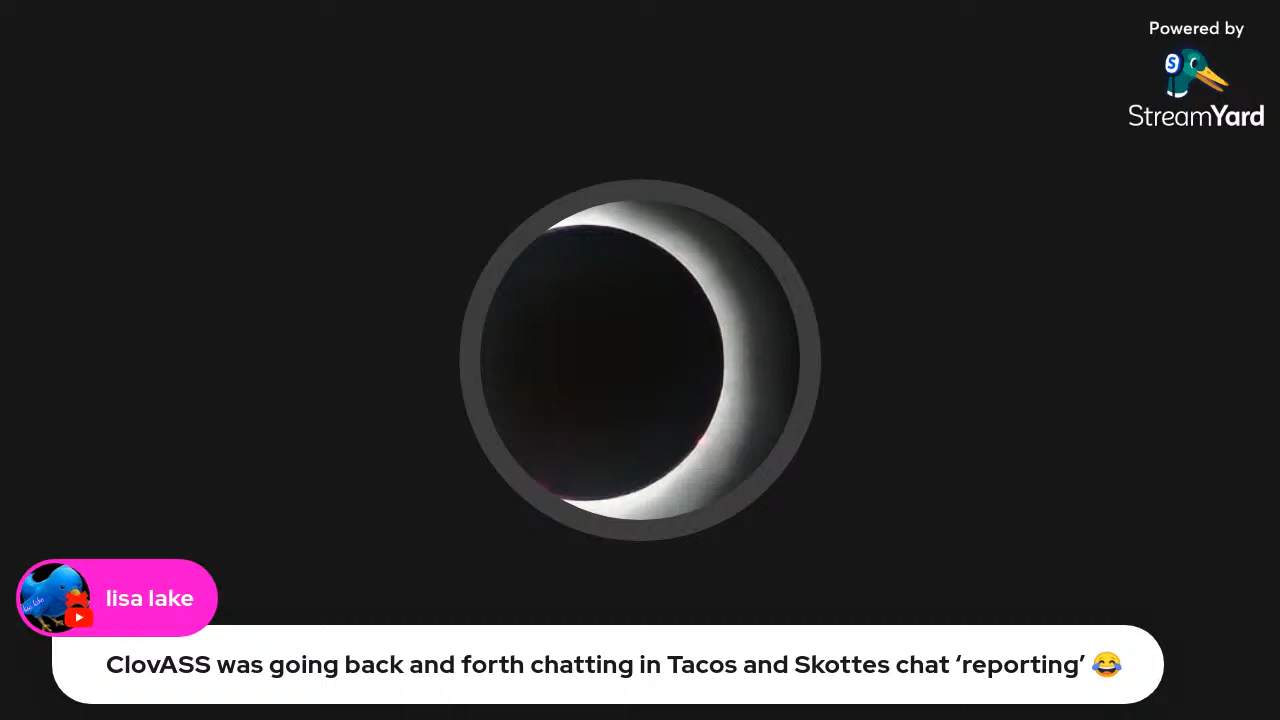 Powered by
StreamYard
lisa lake
ClovASS was going back and forth chatting in Tacos and Skottes chat ‘reporting’ 😂